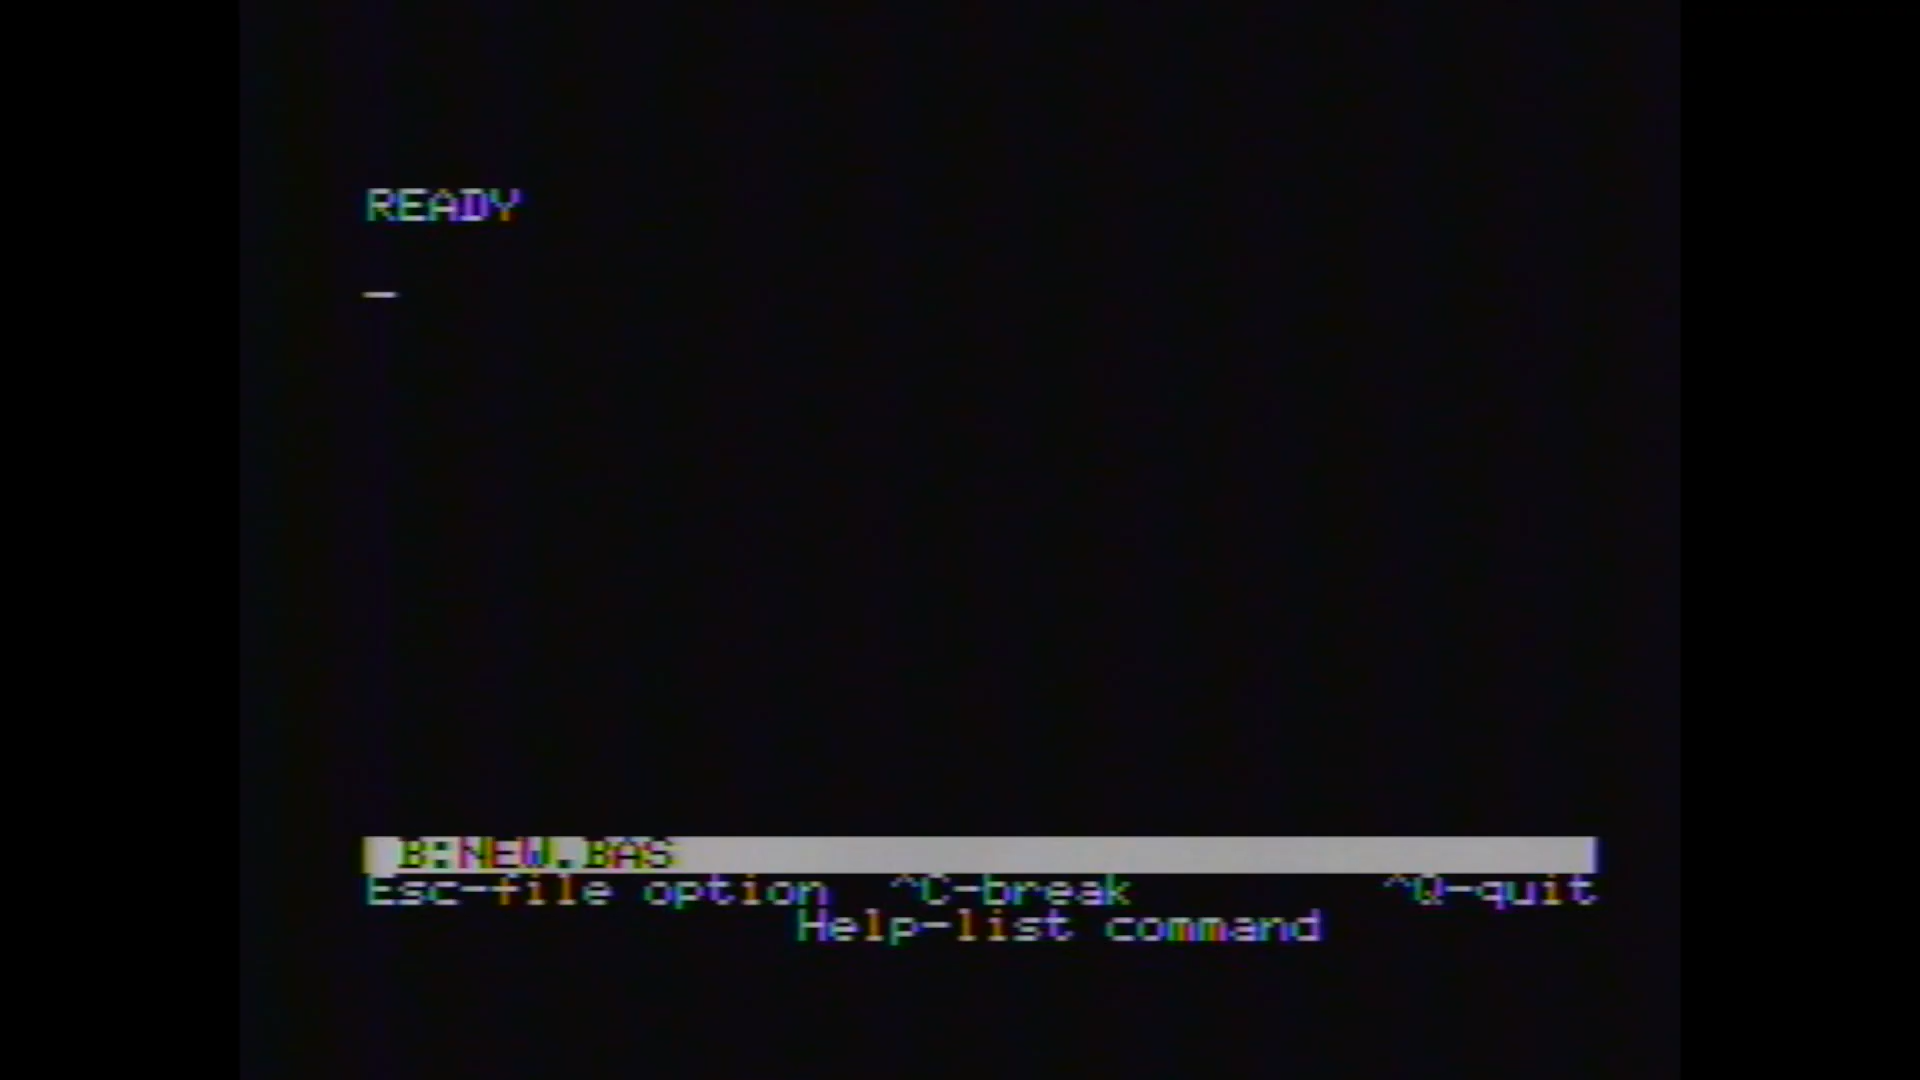 READY
_
B:NEW.BAS
Esc-file option ^C-break ^Q-quit
Help-list command